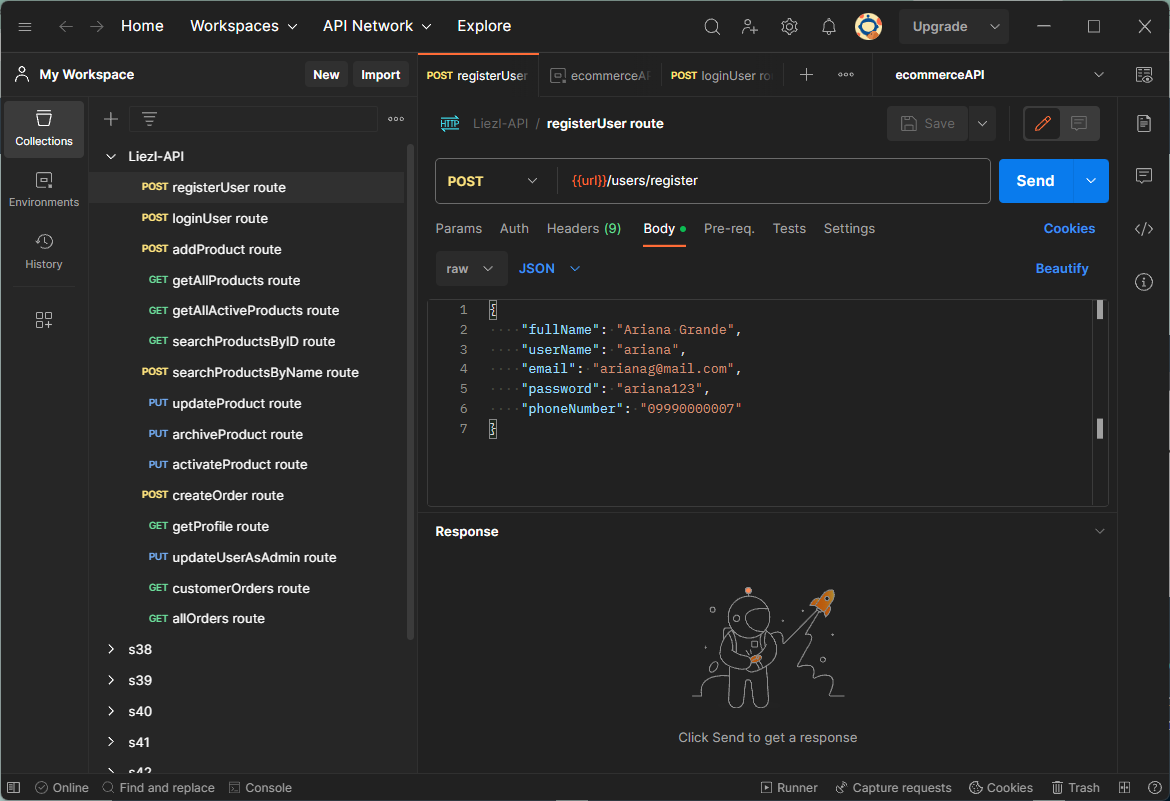 Home Workspaces API Network Explore Upgrade
My Workspace New Import POST registerUser ecommerceAP POST loginUser ro ecommerceAPI
Collections
Environments
History
Liezl-API
POST registerUser route
POST loginUser route
POST addProduct route
GET getAllProducts route
GET getAllActiveProducts route
GET searchProductsByID route
POST searchProductsByName route
PUT updateProduct route
PUT archiveProduct route
PUT activateProduct route
POST createOrder route
GET getProfile route
PUT updateUserAsAdmin route
GET customerOrders route
GET allOrders route
s38
s39
s40
s41
s42
HTTP Liezl-API / registerUser route Save
POST {{url}}/users/register Send
Params Auth Headers (9) Body Pre-req. Tests Settings Cookies
raw JSON Beautify
1 {
2 "fullName": "Ariana Grande",
3 "userName": "ariana",
4 "email": "arianag@mail.com",
5 "password": "ariana123",
6 "phoneNumber": "09990000007"
7 }
Response
Click Send to get a response
Online Find and replace Console Runner Capture requests Cookies Trash